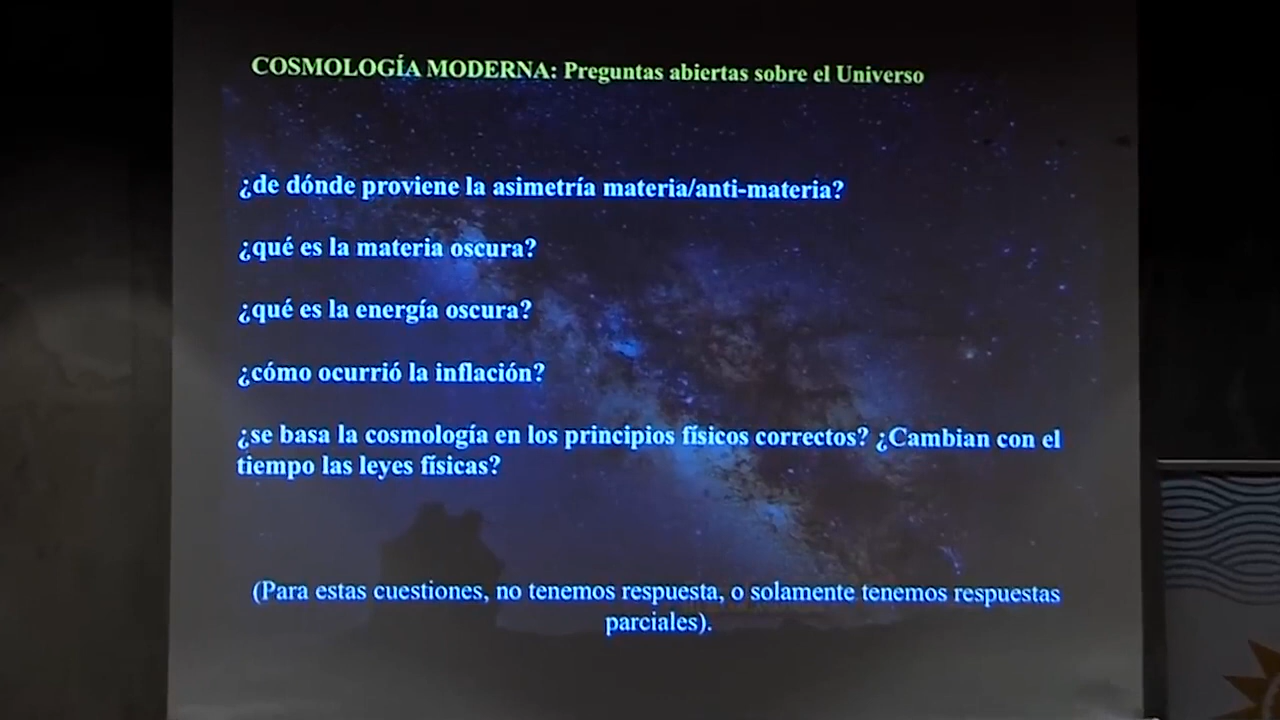 COSMOLOGÍA MODERNA: Preguntas abiertas sobre el Universo
¿de dónde proviene la asimetría materia/anti-materia?
¿qué es la materia oscura?
¿qué es la energía oscura?
¿cómo ocurrió la inflación?
¿se basa la cosmología en los principios físicos correctos? ¿Cambian con el
tiempo las leyes físicas?
(Para estas cuestiones, no tenemos respuesta, o solamente tenemos respuestas
parciales).